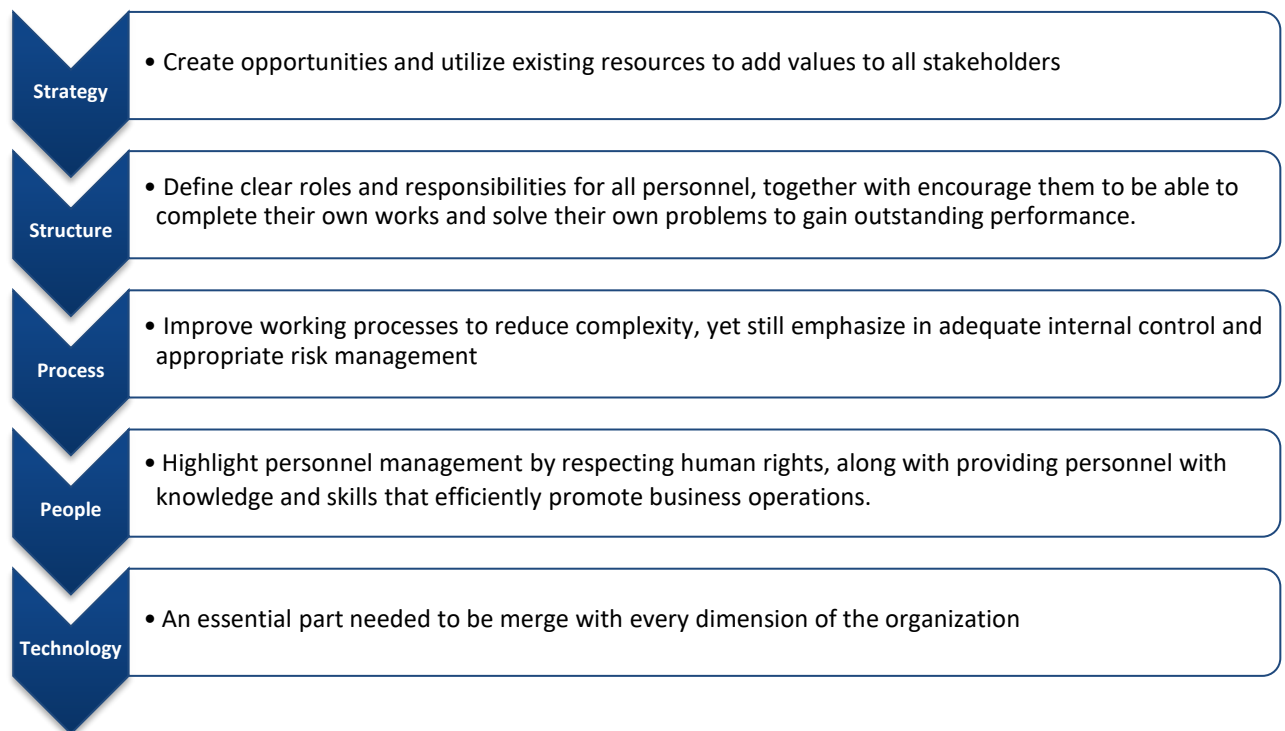 Strategy
• Create opportunities and utilize existing resources to add values to all stakeholders
Structure
• Define clear roles and responsibilities for all personnel, together with encourage them to be able to
complete their own works and solve their own problems to gain outstanding performance.
Process
• Improve working processes to reduce complexity, yet still emphasize in adequate internal control and
appropriate risk management
People
• Highlight personnel management by respecting human rights, along with providing personnel with
knowledge and skills that efficiently promote business operations.
Technology
• An essential part needed to be merge with every dimension of the organization